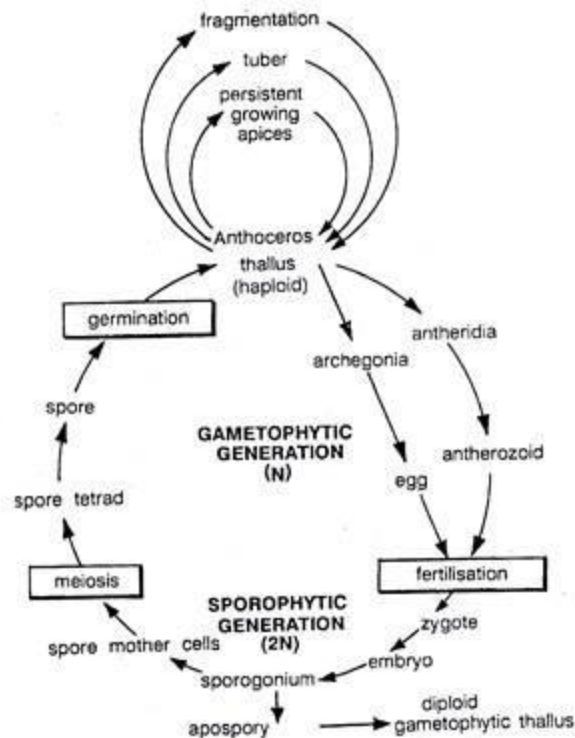 fragmentation
tuber
persistent
growing
apices
Anthoceros
thallus
(haploid)
germination
antheridia
archegonia
spore
GAMETOPHYTIC
GENERATION
(N)
antherozoid
egg
spore tetrad
meiosis
fertilisation
SPOROPHYTIC
GENERATION
(2N)
zygote
spore mother cells
embryo
sporogonium
apospory
diploid
gametophytic thallus